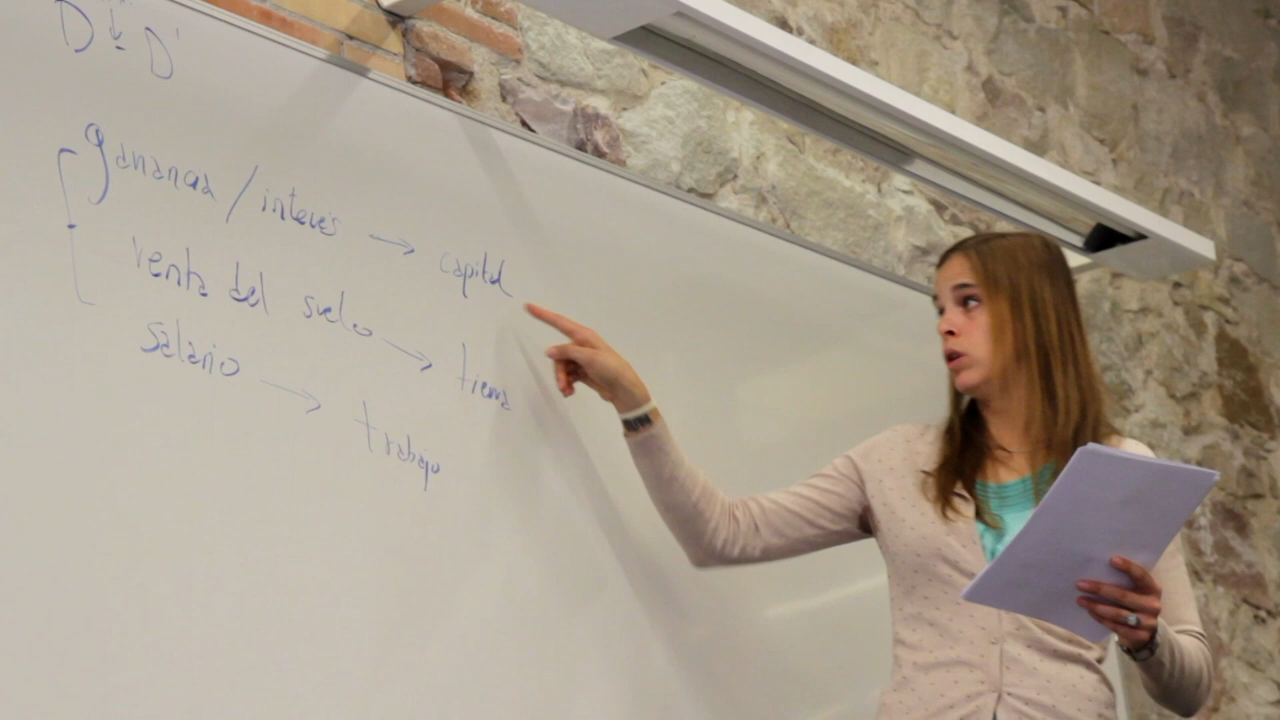 D → D'
ganancia / interés → capital
venta del suelo → tierra
salario → trabajo